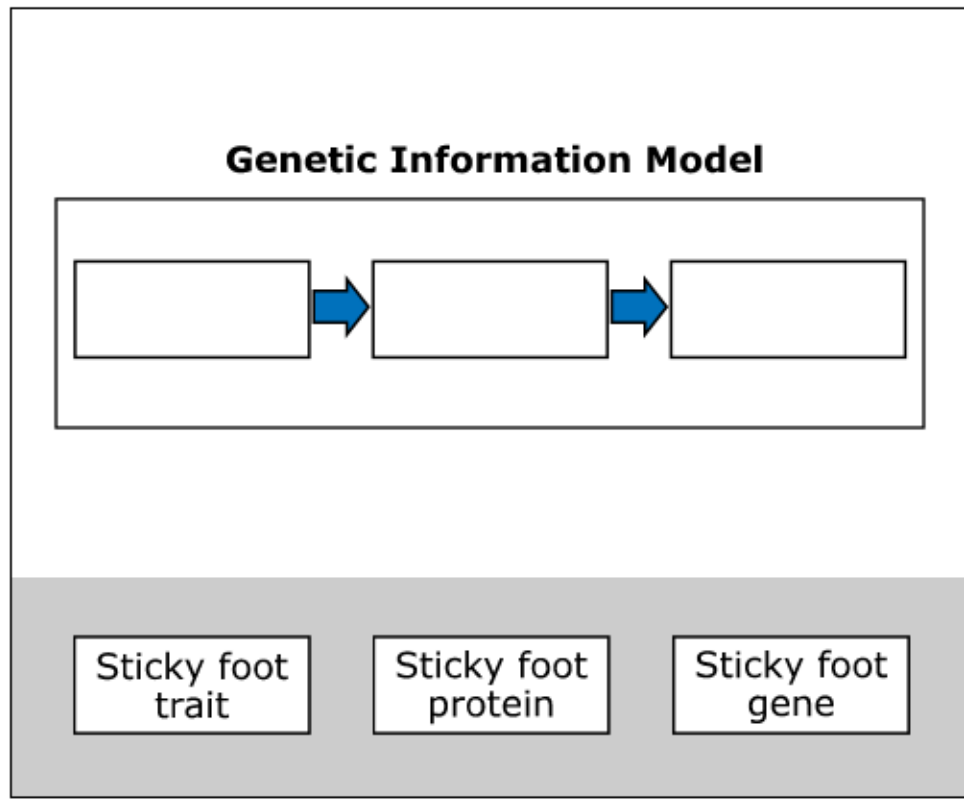 Genetic Information Model
Sticky foot
trait
Sticky foot
protein
Sticky foot
gene